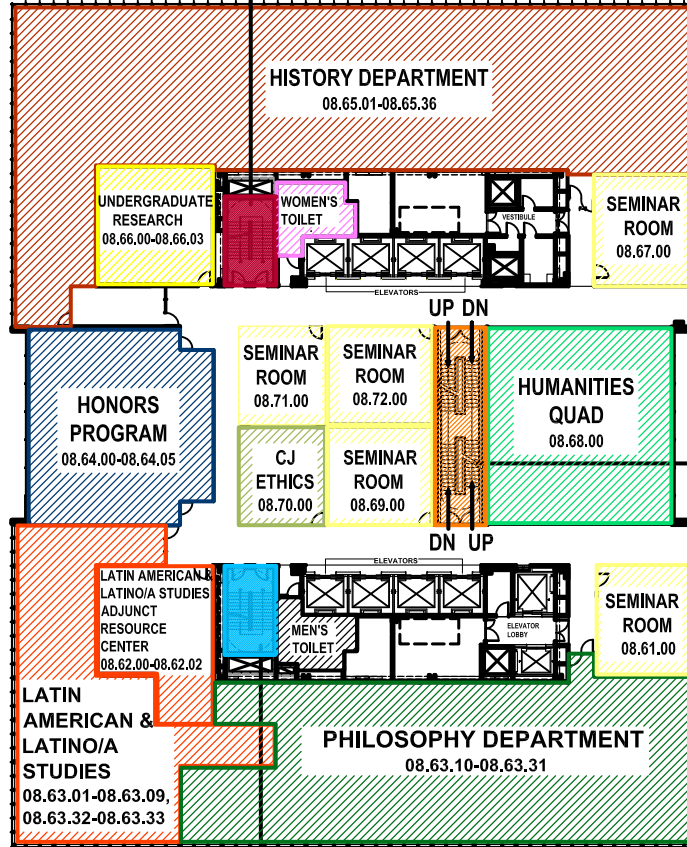 HISTORY DEPARTMENT
08.65.01-08.65.36
UNDERGRADUATE
RESEARCH
08.66.00-08.66.03
WOMEN'S
TOILET
VESTIBULE
SEMINAR
ROOM
08.67.00
ELEVATORS
UP DN
HONORS
PROGRAM
08.64.00-08.64.05
SEMINAR
ROOM
08.71.00
SEMINAR
ROOM
08.72.00
HUMANITIES
QUAD
08.68.00
CJ
ETHICS
08.70.00
SEMINAR
ROOM
08.69.00
DN UP
ELEVATORS
LATIN AMERICAN &
LATINO/A STUDIES
ADJUNCT
RESOURCE
CENTER
08.62.00-08.62.02
MEN'S
TOILET
ELEVATOR
LOBBY
SEMINAR
ROOM
08.61.00
LATIN
AMERICAN &
LATINO/A
STUDIES
08.63.01-08.63.09,
08.63.32-08.63.33
PHILOSOPHY DEPARTMENT
08.63.10-08.63.31